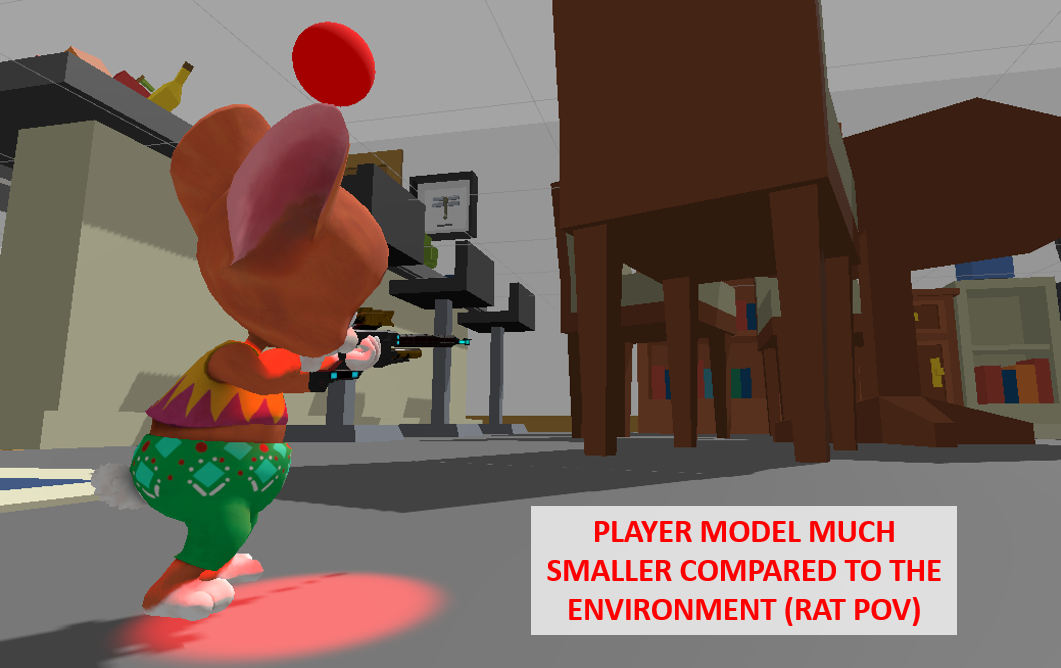 PLAYER MODEL MUCH
SMALLER COMPARED TO THE
ENVIRONMENT (RAT POV)